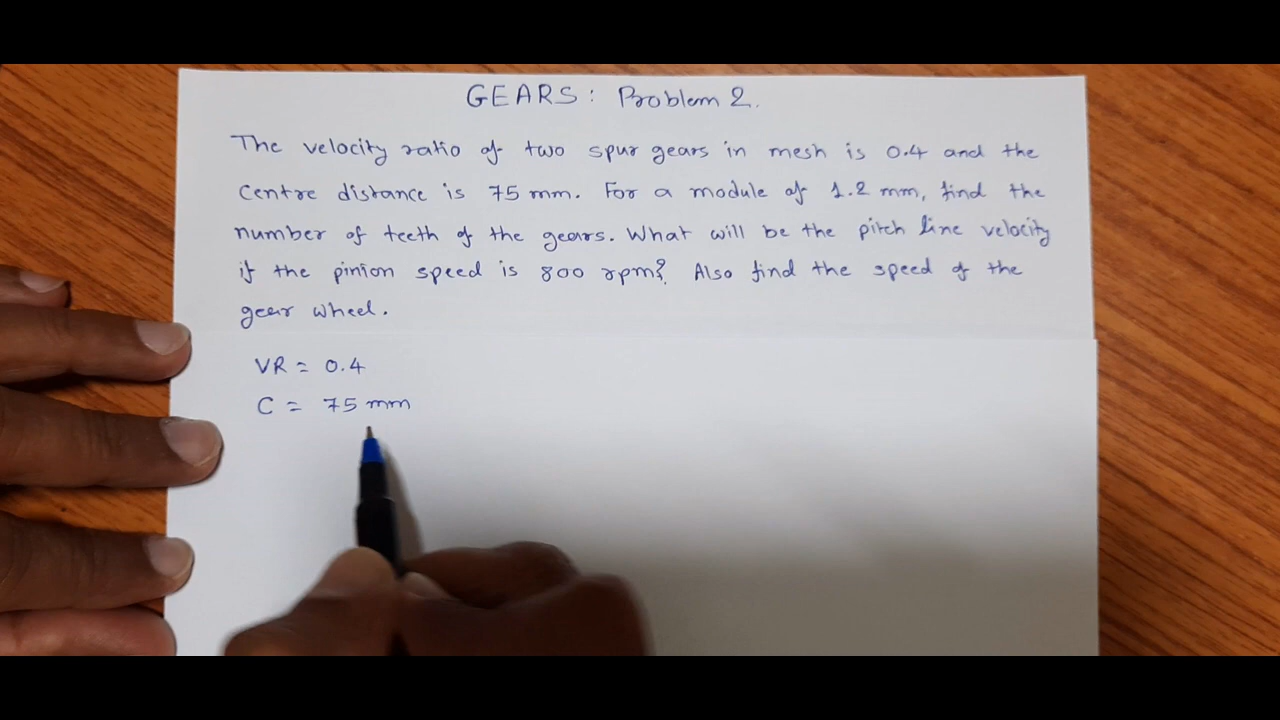 GEARS: Problem 2.
The velocity ratio of two spur gears in mesh is 0.4 and the
centre distance is 75 mm. For a module of 1.2 mm, find the
number of teeth of the gears. What will be the pitch line velocity
if the pinion speed is 800 rpm? Also find the speed of the
gear wheel.
VR = 0.4
C = 75 mm